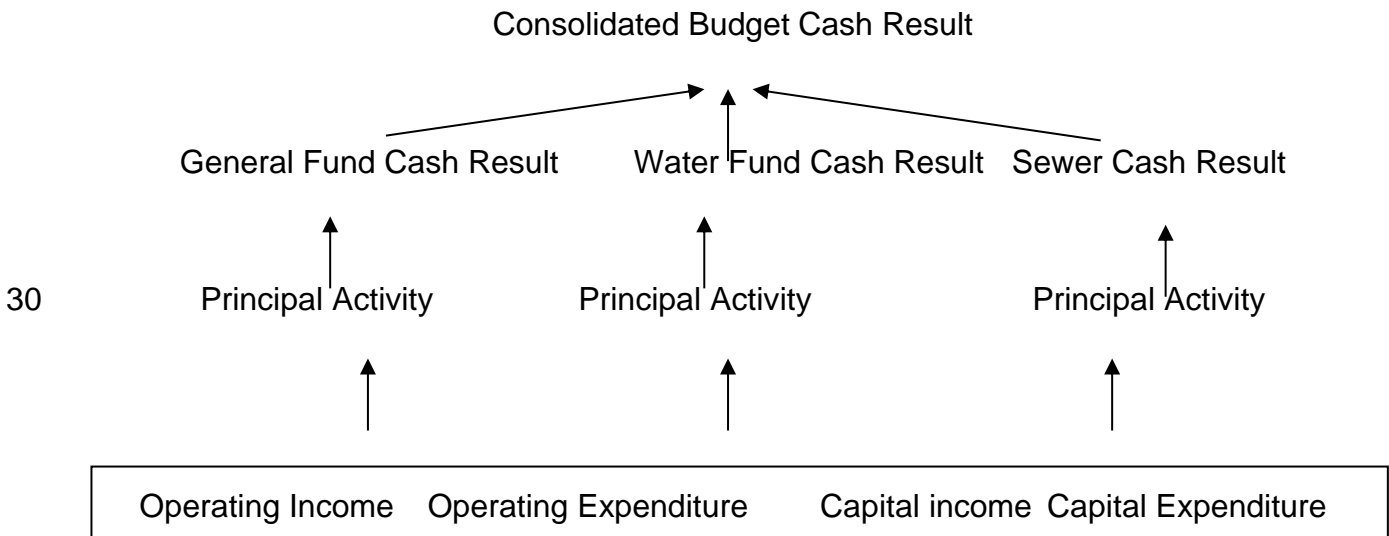 Consolidated Budget Cash Result
General Fund Cash Result Water Fund Cash Result Sewer Cash Result
30 Principal Activity Principal Activity Principal Activity
Operating Income Operating Expenditure Capital income Capital Expenditure